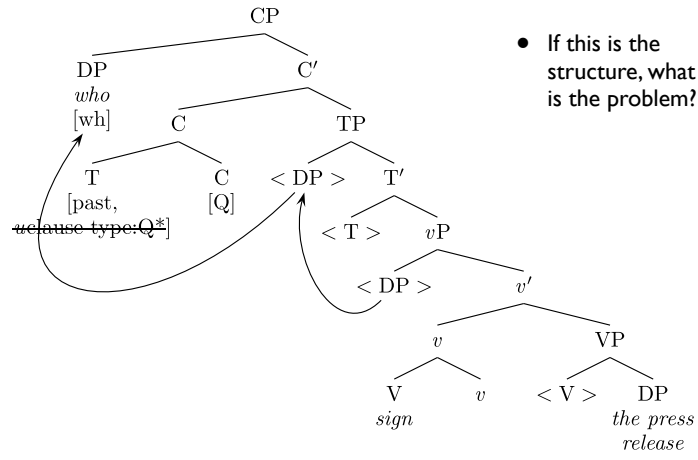 CP
• If this is the
structure, what
is the problem?
DP
C′
who
[wh]
C
TP
T
C
< DP >
T′
[past,
[Q]
uclause type:Q*]
< T >
vP
< DP >
v′
v
VP
V
v
< V >
DP
sign
the press
release